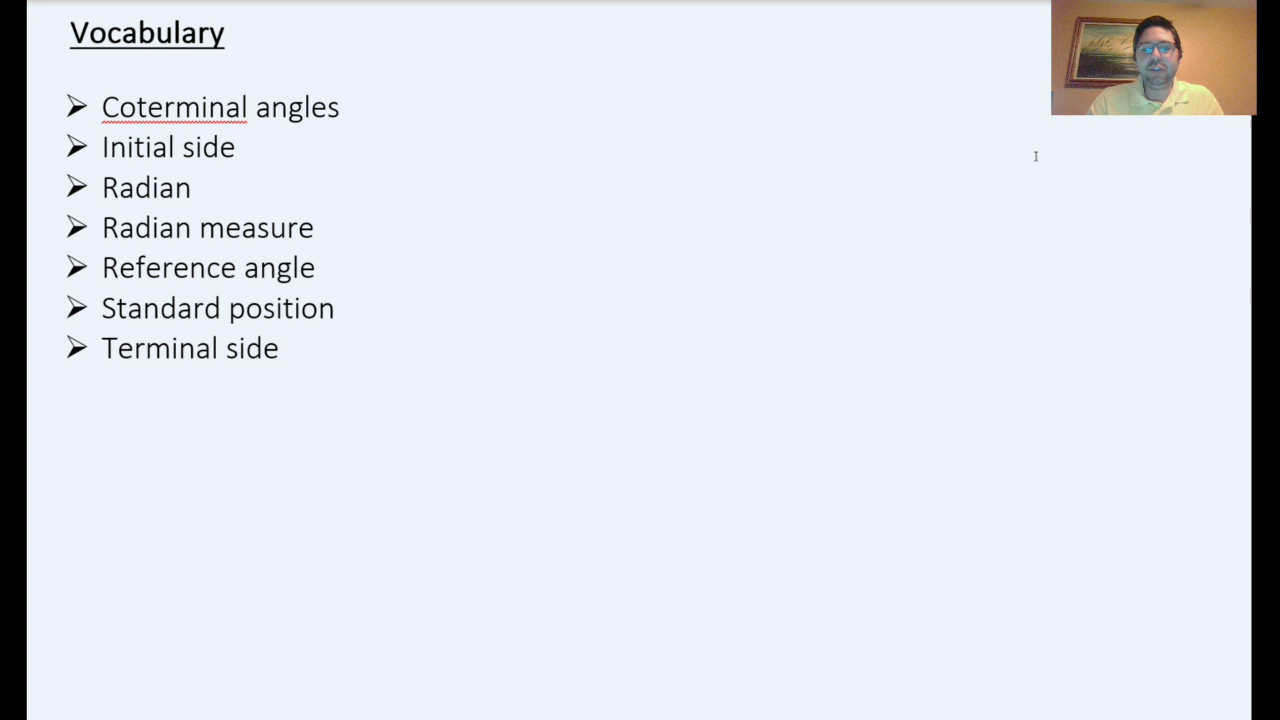 Vocabulary
➢ Coterminal angles
➢ Initial side
➢ Radian
➢ Radian measure
➢ Reference angle
➢ Standard position
➢ Terminal side